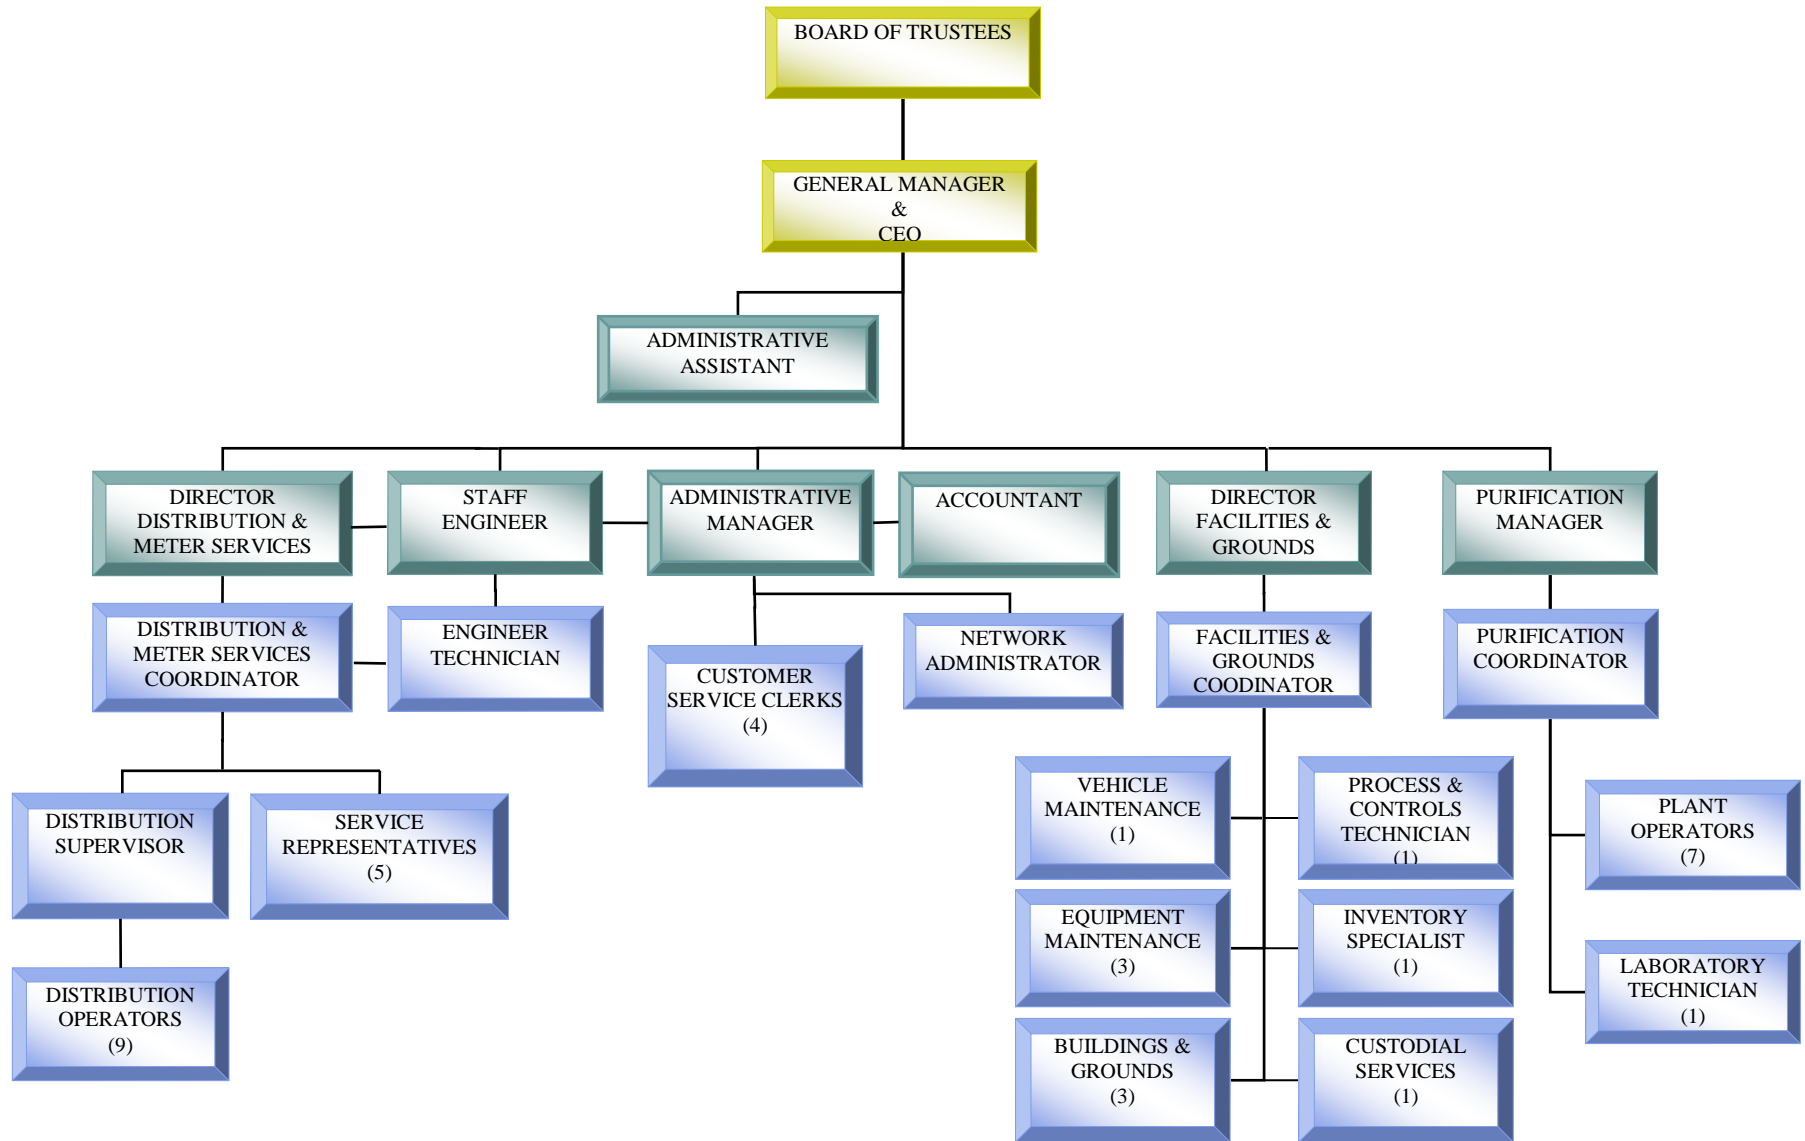 BOARD OF TRUSTEES
GENERAL MANAGER
&
CEO
ADMINISTRATIVE
ASSISTANT
DIRECTOR
DISTRIBUTION &
METER SERVICES
STAFF
ENGINEER
ADMINISTRATIVE
MANAGER
ACCOUNTANT
DIRECTOR
FACILITIES &
GROUNDS
PURIFICATION
MANAGER
DISTRIBUTION &
METER SERVICES
COORDINATOR
ENGINEER
TECHNICIAN
CUSTOMER
SERVICE CLERKS
(4)
NETWORK
ADMINISTRATOR
FACILITIES &
GROUNDS
COODINATOR
PURIFICATION
COORDINATOR
DISTRIBUTION
SUPERVISOR
SERVICE
REPRESENTATIVES
(5)
VEHICLE
MAINTENANCE
(1)
PROCESS &
CONTROLS
TECHNICIAN
(1)
PLANT
OPERATORS
(7)
EQUIPMENT
MAINTENANCE
(3)
INVENTORY
SPECIALIST
(1)
LABORATORY
TECHNICIAN
(1)
DISTRIBUTION
OPERATORS
(9)
BUILDINGS &
GROUNDS
(3)
CUSTODIAL
SERVICES
(1)